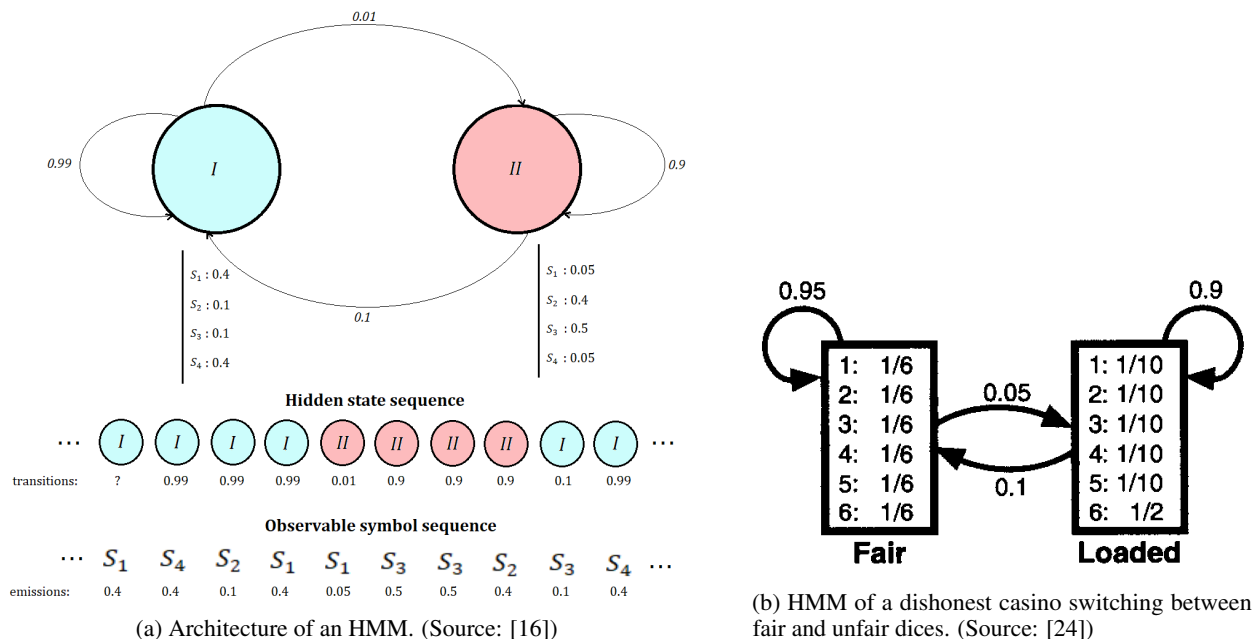 0.01
0.99
I
II
0.9
S₁ : 0.4
S₂ : 0.1
S₃ : 0.1
S₄ : 0.4
0.1
S₁ : 0.05
S₂ : 0.4
S₃ : 0.5
S₄ : 0.05
Hidden state sequence
... I I I I II II II II I I ...
transitions: ? 0.99 0.99 0.99 0.01 0.9 0.9 0.9 0.1 0.99
Observable symbol sequence
... S₁ S₄ S₂ S₁ S₁ S₃ S₃ S₂ S₃ S₄ ...
emissions: 0.4 0.4 0.1 0.4 0.05 0.5 0.5 0.4 0.1 0.4
(a) Architecture of an HMM. (Source: [16])
0.95
0.9
1: 1/6
2: 1/6
3: 1/6
4: 1/6
5: 1/6
6: 1/6
Fair
0.05
0.1
1: 1/10
2: 1/10
3: 1/10
4: 1/10
5: 1/10
6: 1/2
Loaded
(b) HMM of a dishonest casino switching between
fair and unfair dices. (Source: [24])